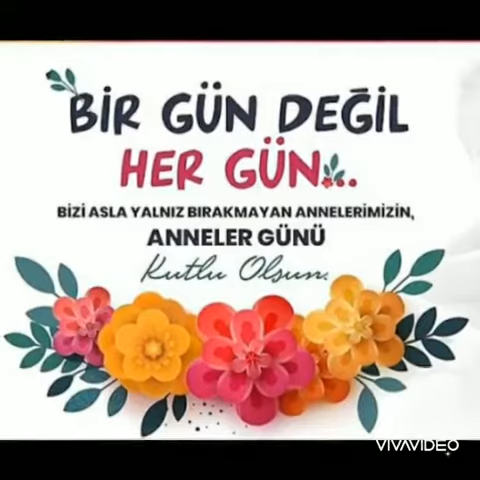 BİR GÜN DEĞİL
HER GÜN...
BİZİ ASLA YALNIZ BIRAKMAYAN ANNELERİMİZİN,
ANNELER GÜNÜ
Kutlu Olsun.
VIVAVIDEO